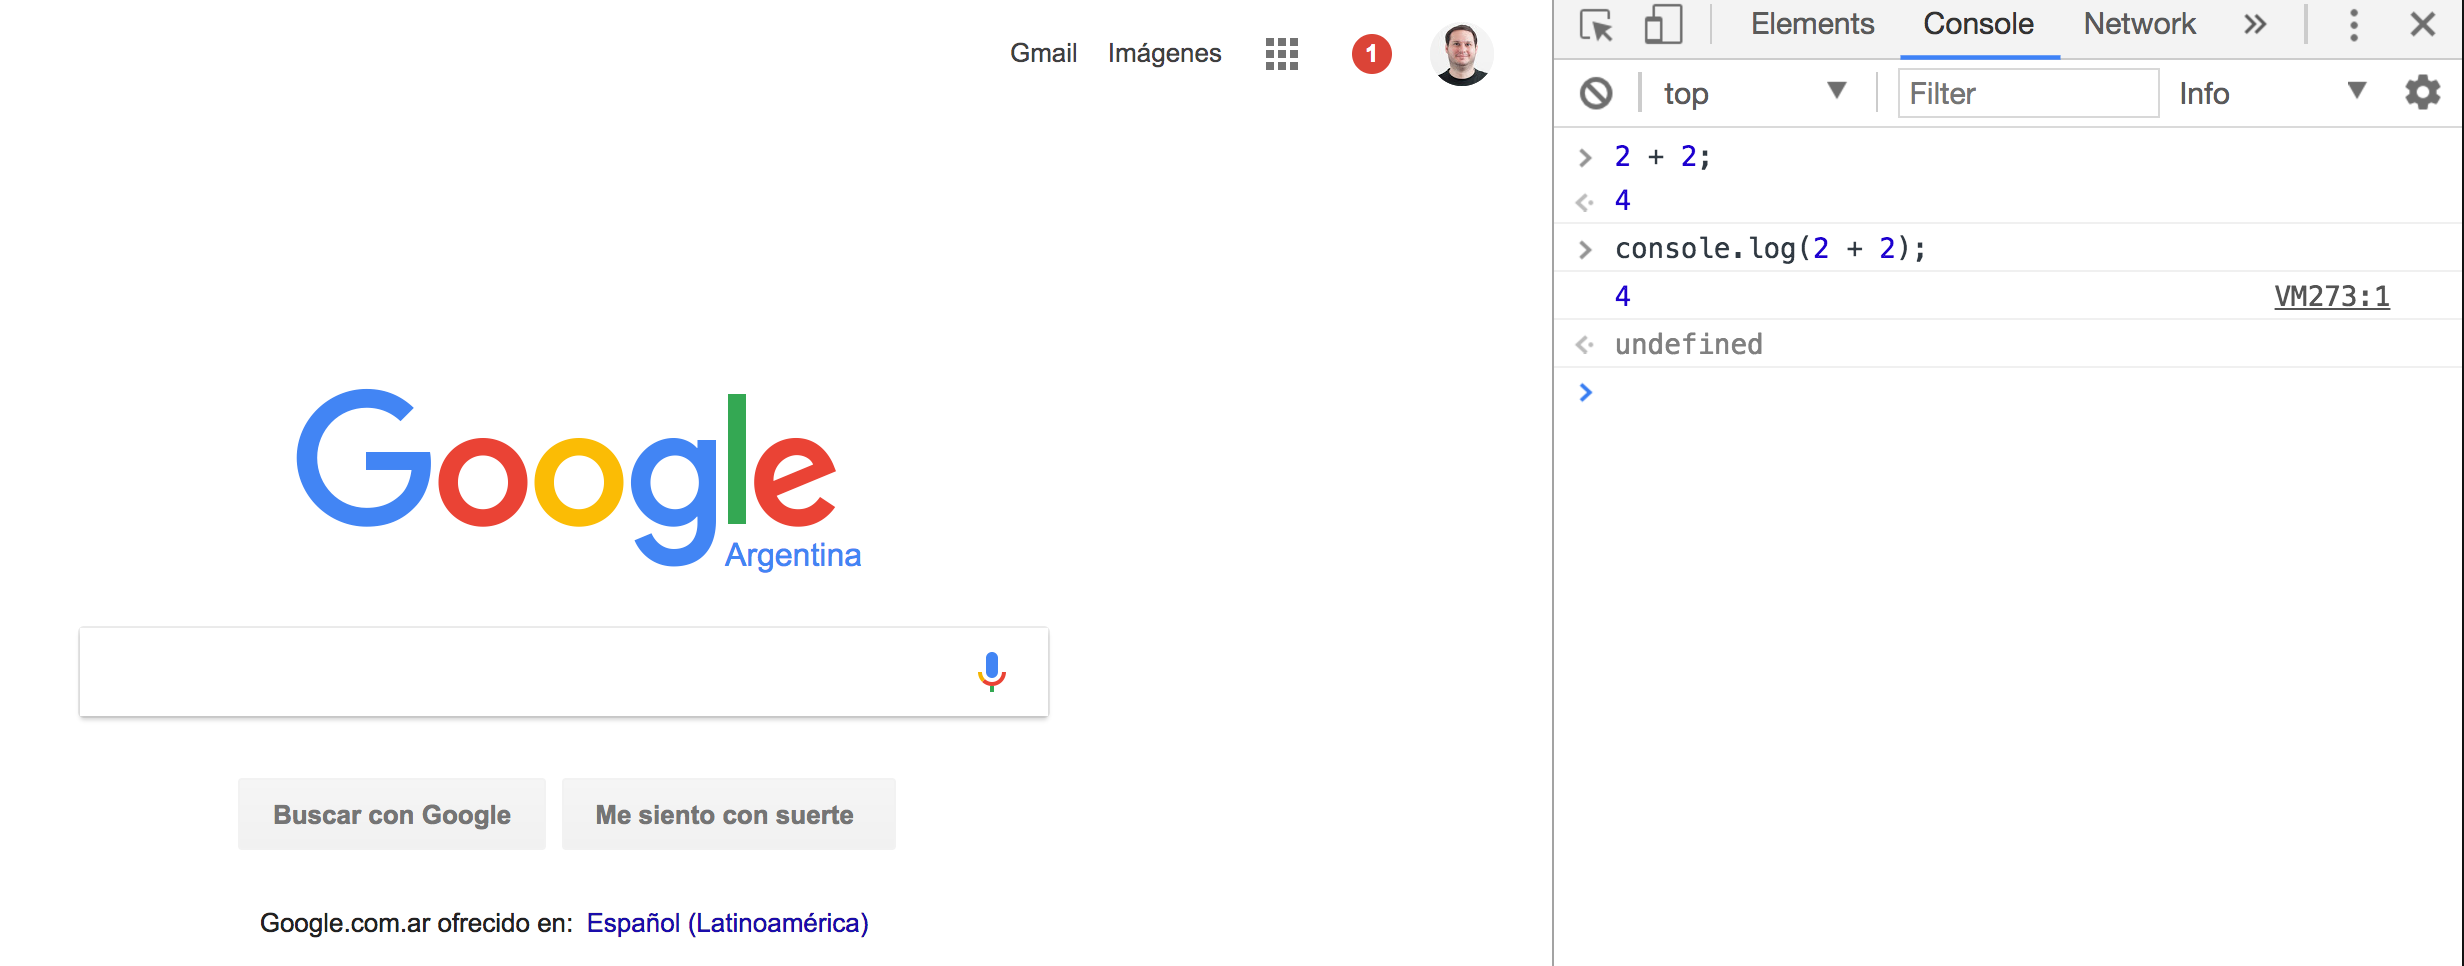 Gmail Imágenes 1
Google
Argentina
Buscar con Google Me siento con suerte
Google.com.ar ofrecido en: Español (Latinoamérica)
Elements Console Network
top Filter Info
2 + 2;
4
console.log(2 + 2);
4 VM273:1
undefined